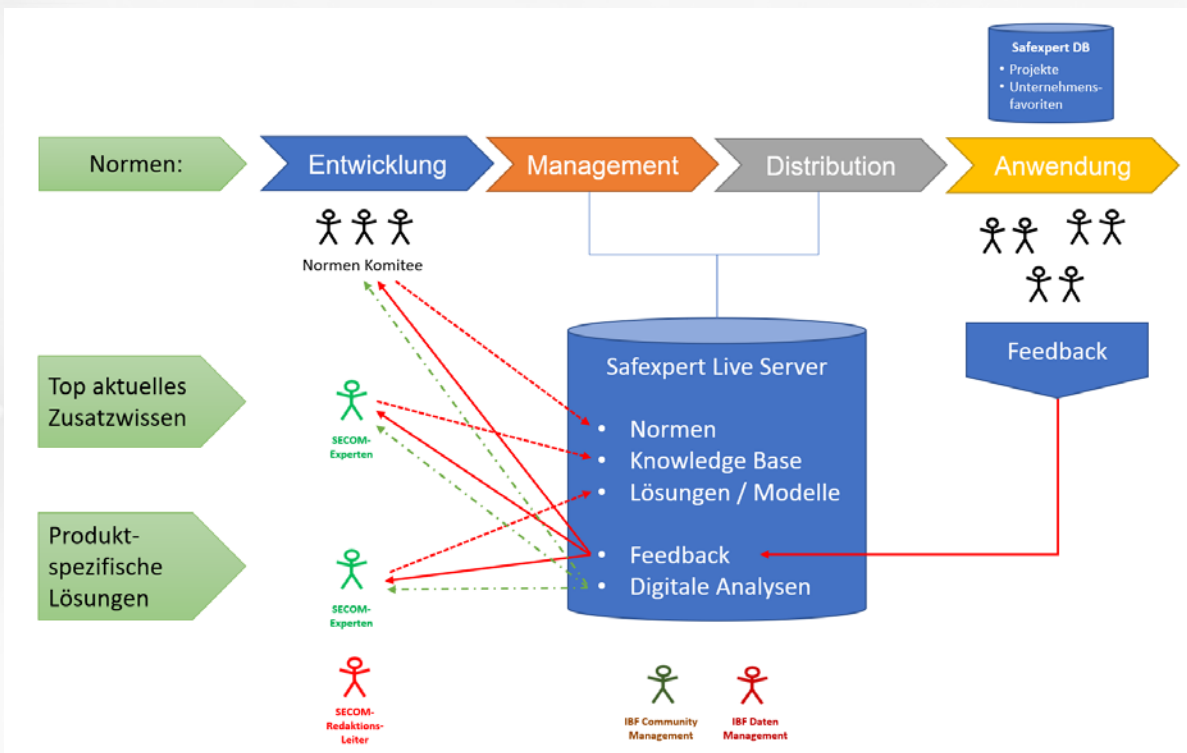 Safexpert DB
• Projekte
• Unternehmens-
favoriten
Normen:
Entwicklung
Management
Distribution
Anwendung
Normen Komitee
Feedback
Safexpert Live Server
• Normen
• Knowledge Base
• Lösungen / Modelle
• Feedback
• Digitale Analysen
Top aktuelles
Zusatzwissen
SECOM-
Experten
Produkt-
spezifische
Lösungen
SECOM-
Experten
SECOM-
Redaktions-
Leiter
IBF Community
Management
IBF Daten
Management